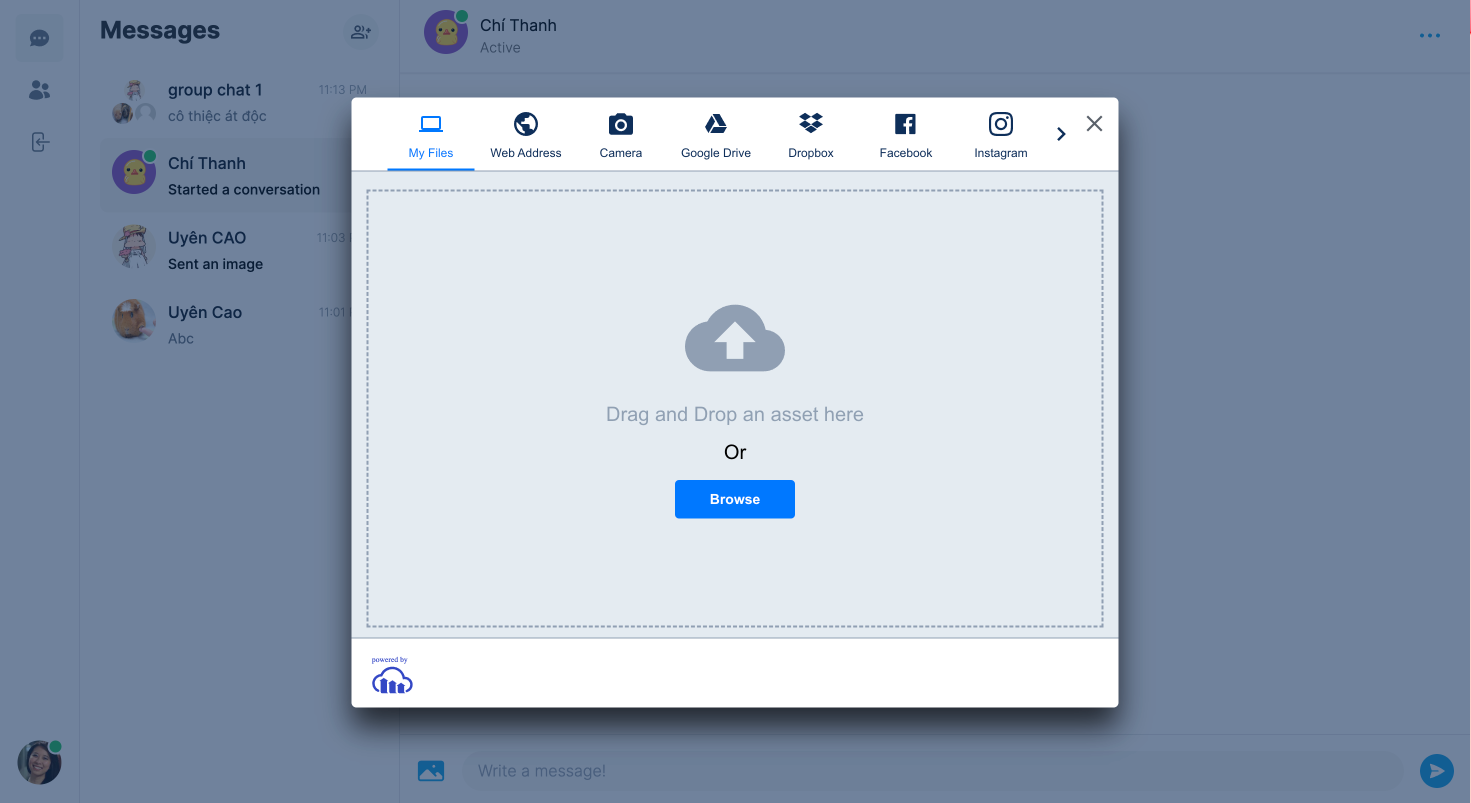 Messages
group chat 1
11:13 PM
cô thiệc át độc
Chí Thanh
Started a conversation
Uyên CAO
11:03
Sent an image
Uyên Cao
11:01
Abc
Chí Thanh
Active
My Files
Web Address
Camera
Google Drive
Dropbox
Facebook
Instagram
Drag and Drop an asset here
Or
Browse
powered by
Write a message!